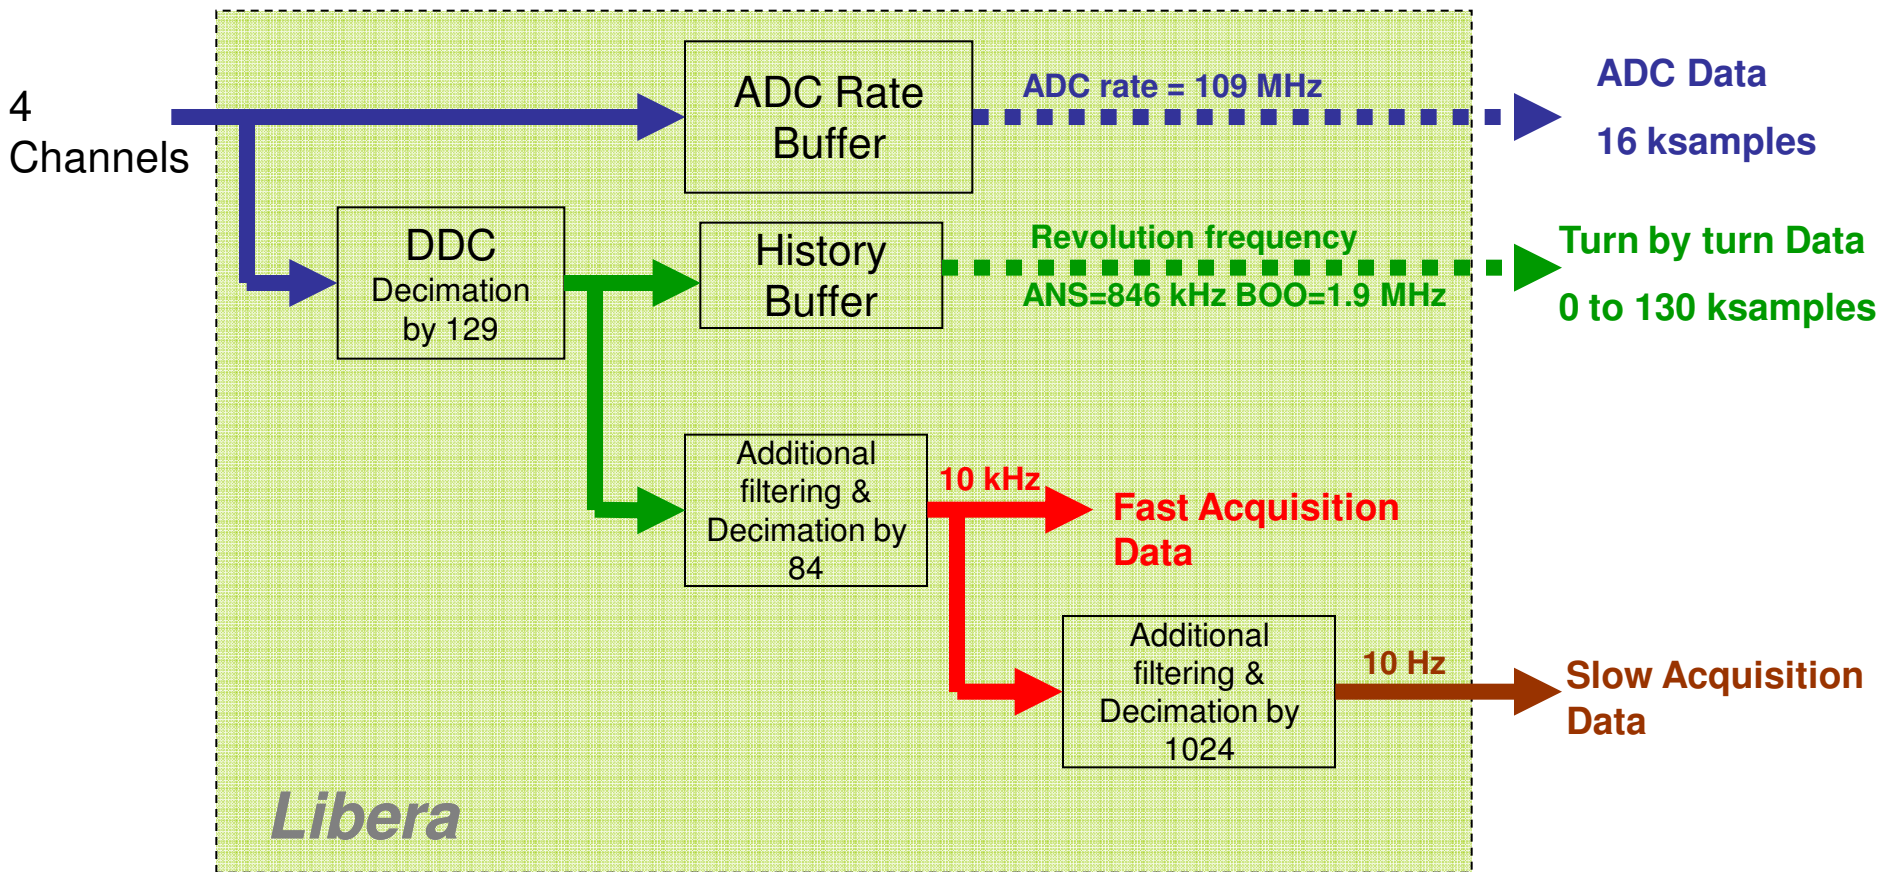 4
Channels
ADC Rate
Buffer
ADC rate = 109 MHz
ADC Data
16 ksamples
DDC
Decimation
by 129
History
Buffer
Revolution frequency
ANS=846 kHz BOO=1.9 MHz
Turn by turn Data
0 to 130 ksamples
Additional
filtering &
Decimation by
84
10 kHz
Fast Acquisition
Data
Additional
filtering &
Decimation by
1024
10 Hz
Slow Acquisition
Data
Libera